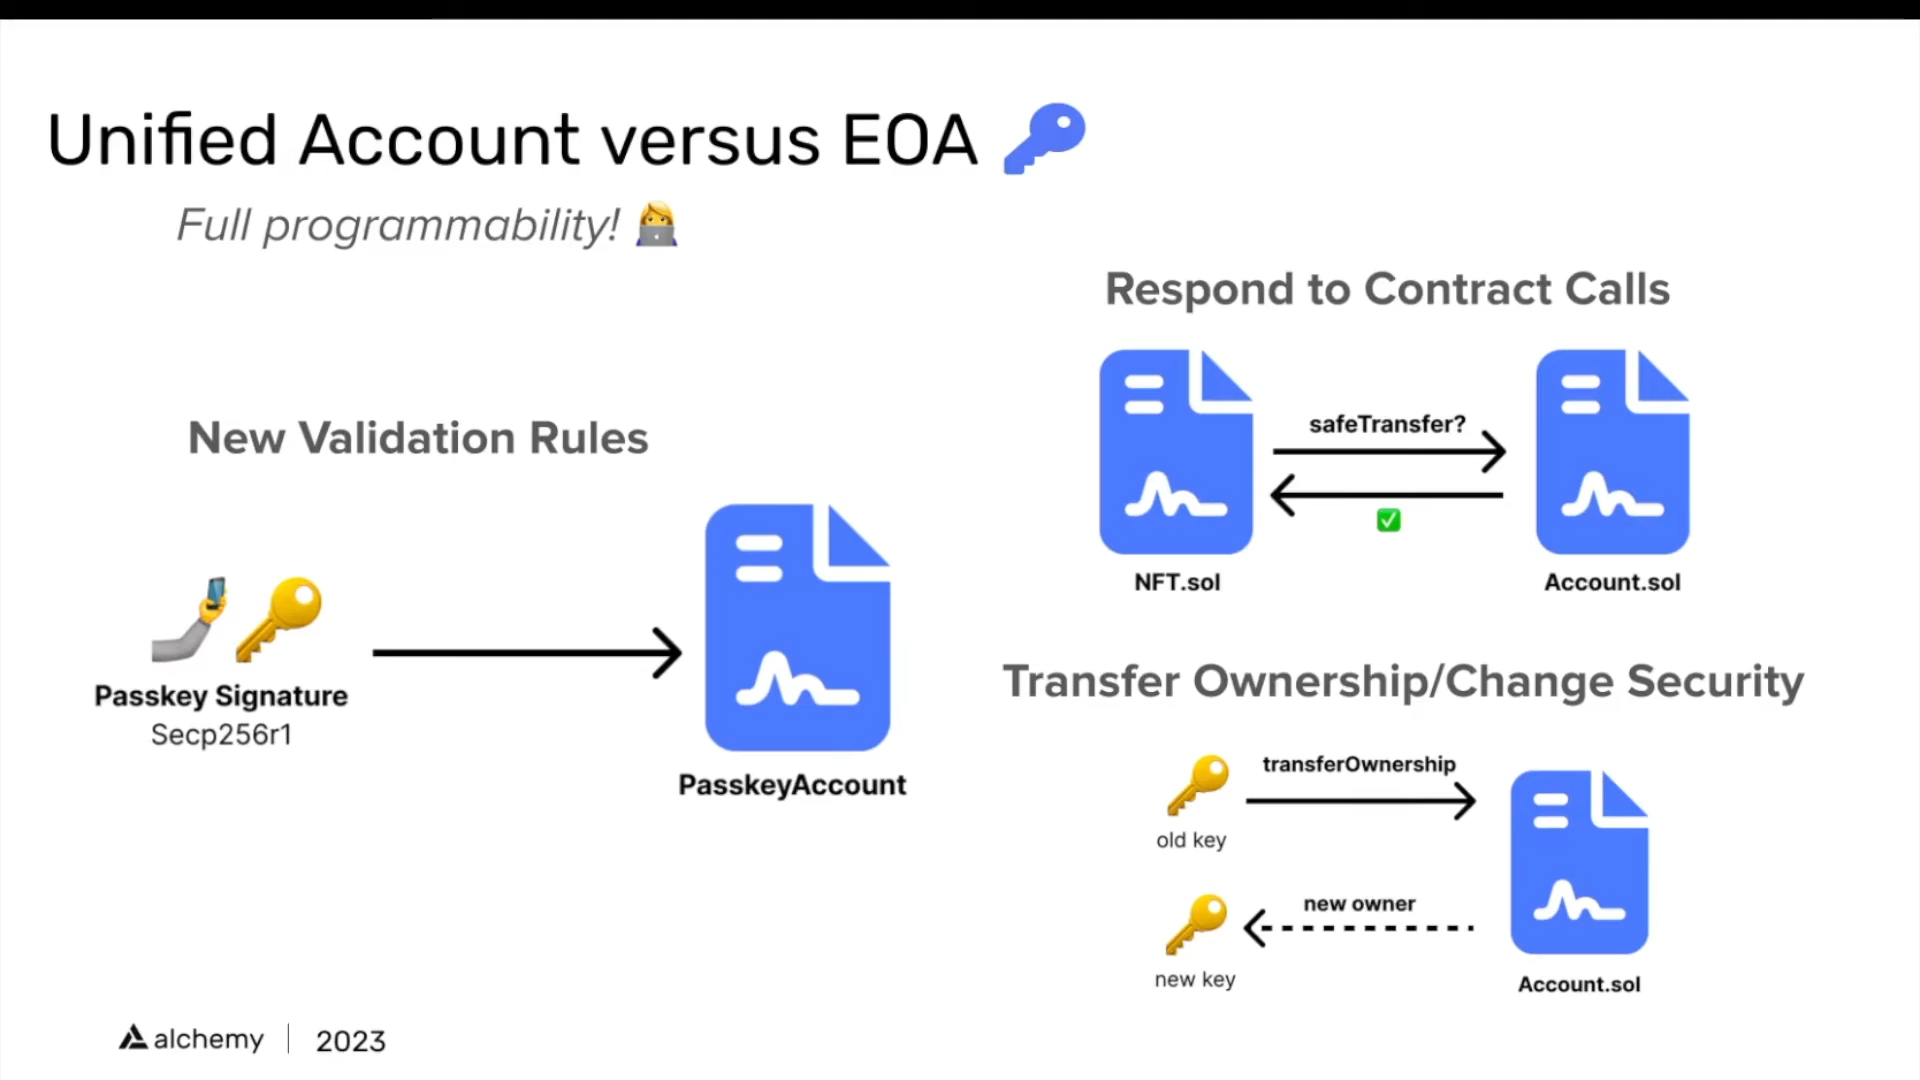 Unified Account versus EOA
Full programmability!
New Validation Rules
Passkey Signature
Secp256r1
PasskeyAccount
Respond to Contract Calls
safeTransfer?
NFT.sol
Account.sol
Transfer Ownership/Change Security
transferOwnership
old key
new owner
new key
Account.sol
alchemy | 2023